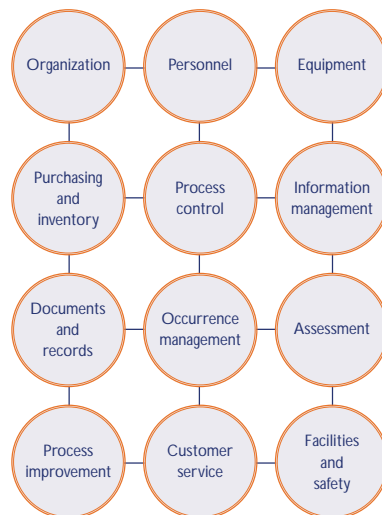 Organization
Personnel
Equipment
Purchasing
and
inventory
Process
control
Information
management
Documents
and
records
Occurrence
management
Assessment
Process
improvement
Customer
service
Facilities
and
safety